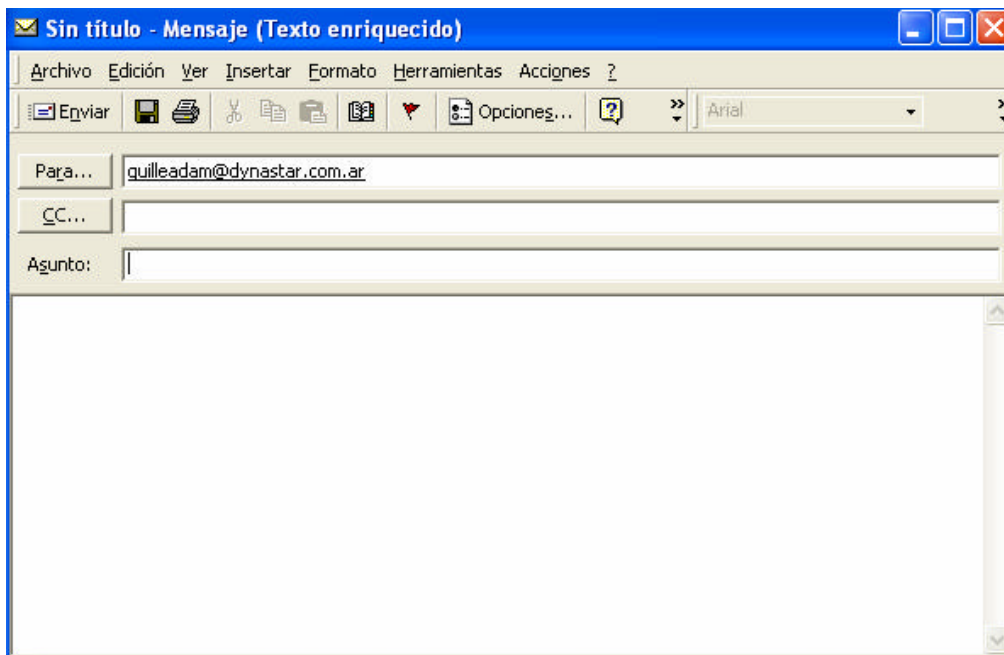 Sin título - Mensaje (Texto enriquecido)
Archivo Edición Ver Insertar Formato Herramientas Acciones ?
Enviar Opciones... Arial
Para... guilleadam@dynastar.com.ar
CC...
Asunto: